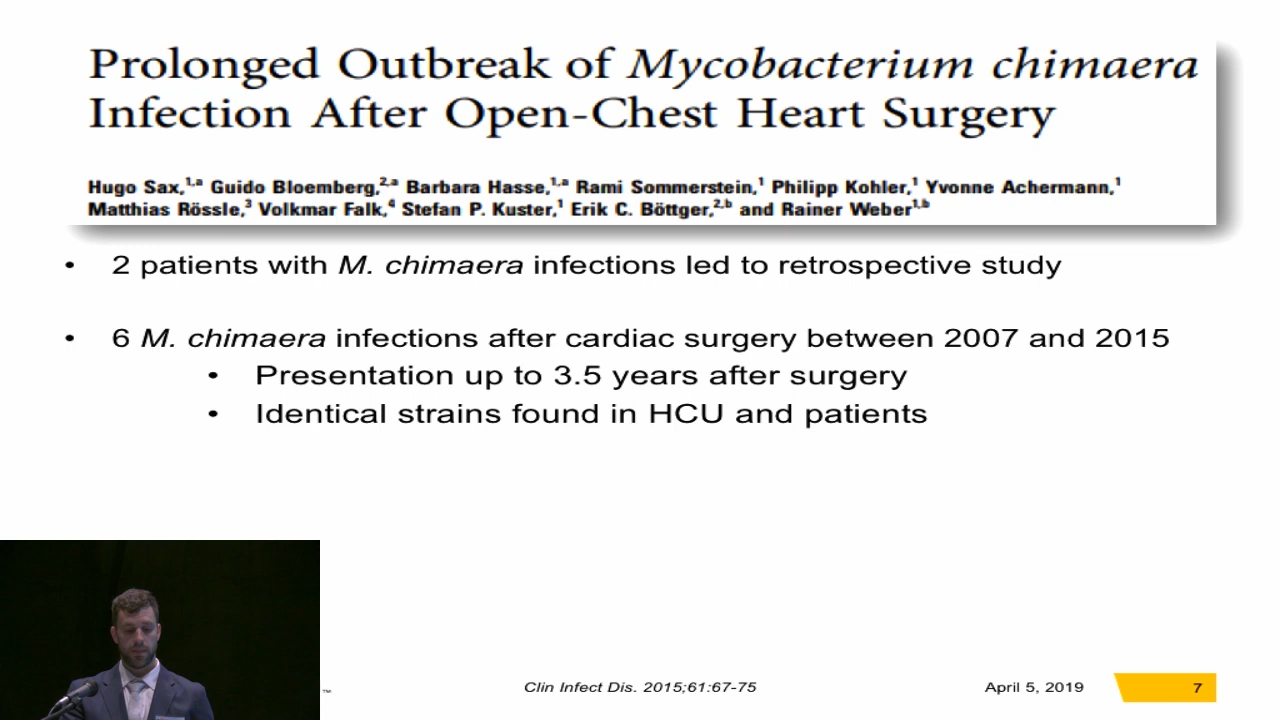 Prolonged Outbreak of Mycobacterium chimaera
Infection After Open-Chest Heart Surgery
Hugo Sax,1,a Guido Bloemberg,2,a Barbara Hasse,1,a Rami Sommerstein,1 Philipp Kohler,1 Yvonne Achermann,1
Matthias Rössle,3 Volkmar Falk,4 Stefan P. Kuster,1 Erik C. Böttger,2,b and Rainer Weber1,b
• 2 patients with M. chimaera infections led to retrospective study
• 6 M. chimaera infections after cardiac surgery between 2007 and 2015
• Presentation up to 3.5 years after surgery
• Identical strains found in HCU and patients
™
Clin Infect Dis. 2015;61:67-75
April 5, 2019
7